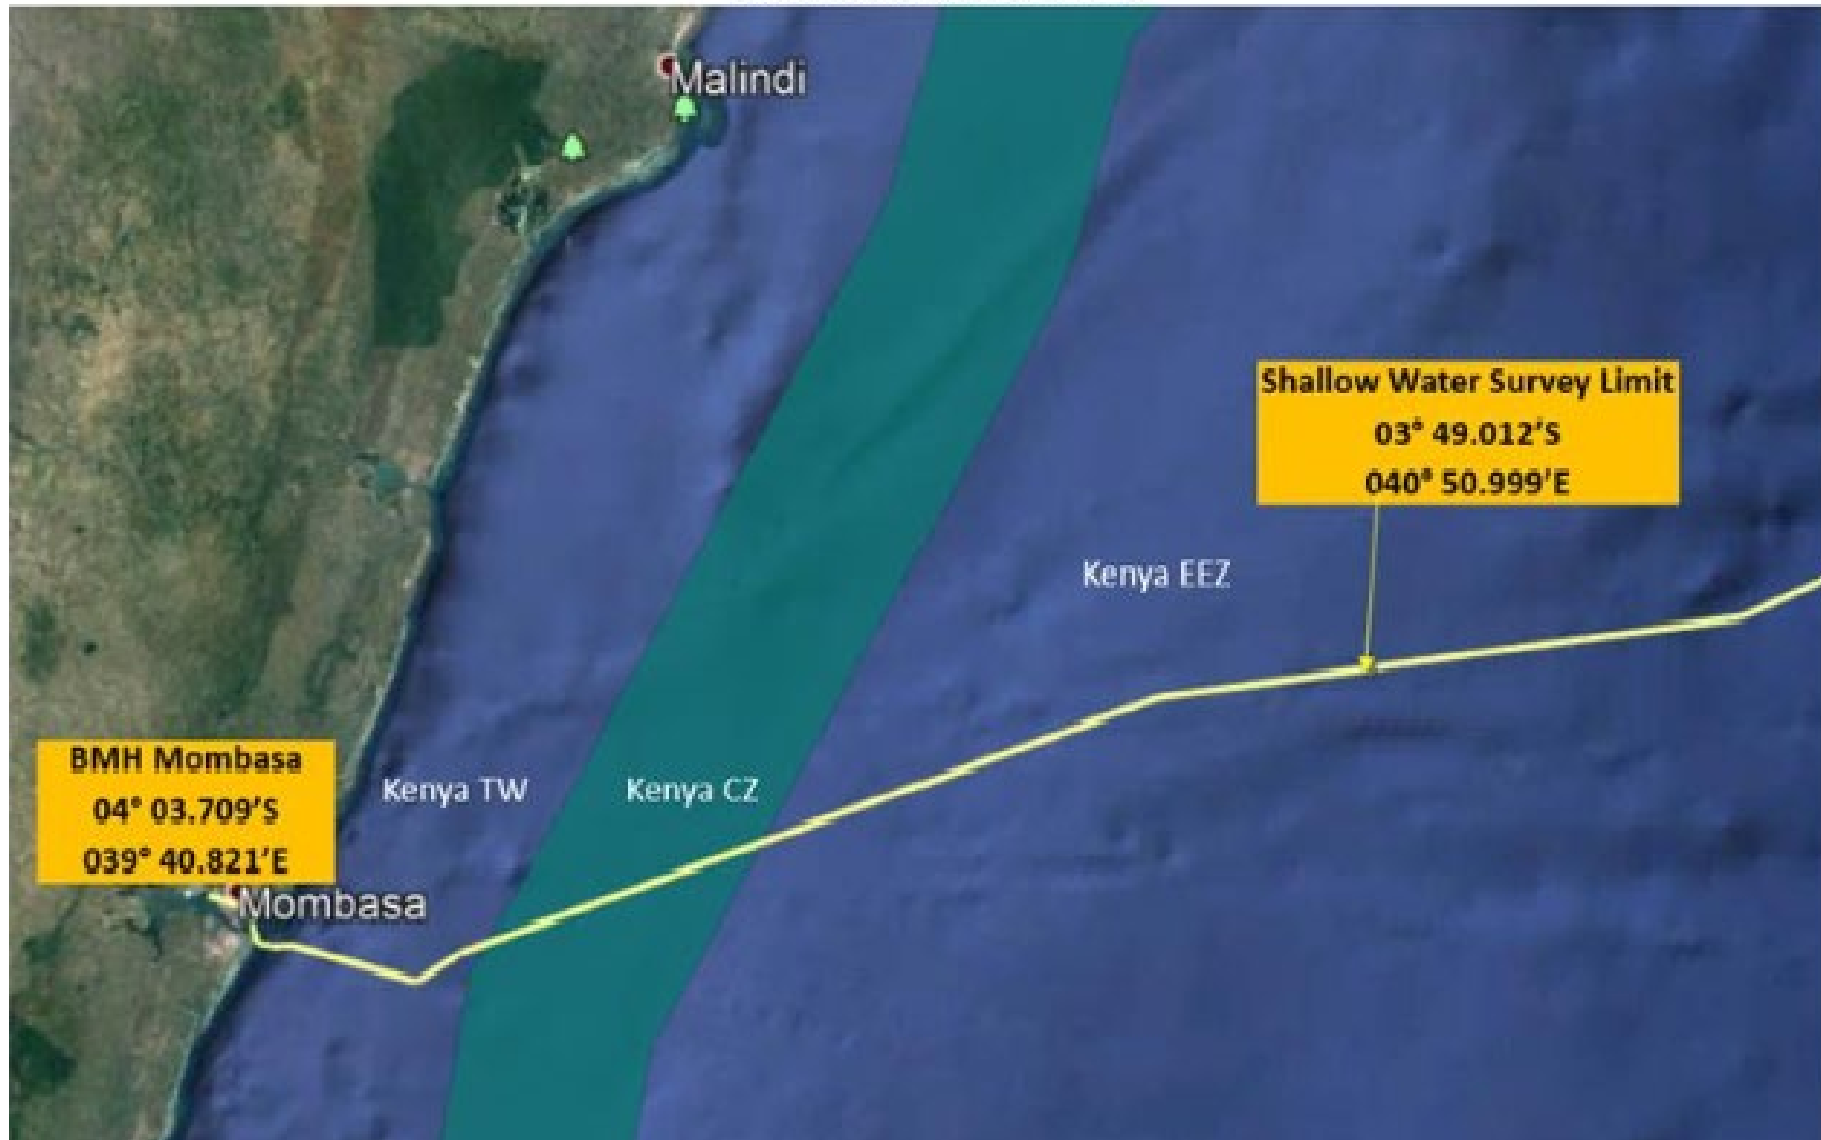 Malindi
Shallow Water Survey Limit
03° 49.012’S
040° 50.999’E
Kenya EEZ
BMH Mombasa
04° 03.709’S
039° 40.821’E
Kenya TW
Kenya CZ
Mombasa